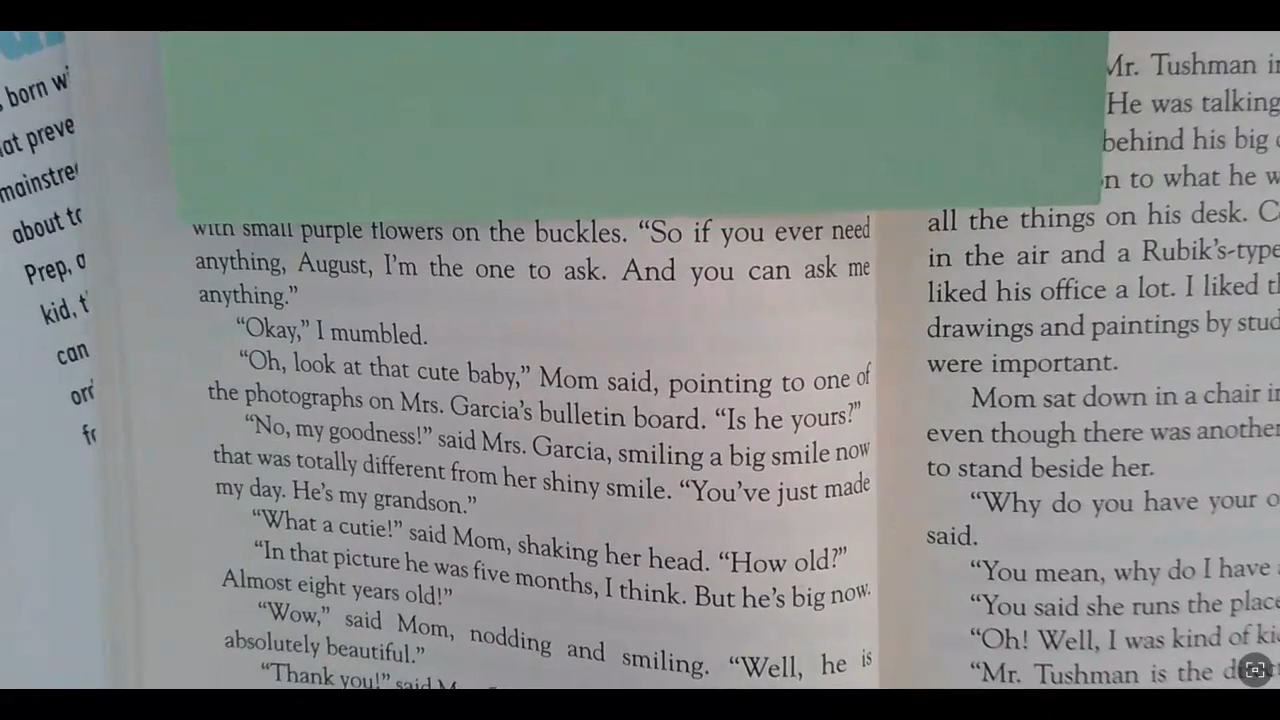 born
at preve
mainstre
about to
Prep, a
kid, t
can
with small purple flowers on the buckles. “So if you ever need
anything, August, I’m the one to ask. And you can ask me
anything.”
“Okay,” I mumbled.
“Oh, look at that cute baby,” Mom said, pointing to one of
the photographs on Mrs. Garcia’s bulletin board. “Is he yours?”
“No, my goodness!” said Mrs. Garcia, smiling a big smile now
that was totally different from her shiny smile. “You’ve just made
my day. He’s my grandson.”
“What a cutie!” said Mom, shaking her head. “How old?”
“In that picture he was five months, I think. But he’s big now.
Almost eight years old!”
“Wow,” said Mom, nodding and smiling. “Well, he is
absolutely beautiful.”
“Thank you!” said
Mr. Tushman
He was talking
behind his big
to what he
all the things on his desk.
in the air and a Rubik’s-type
liked his office a lot. I liked
drawings and paintings by
were important.
Mom sat down in a chair
even though there was another
to stand beside her.
“Why do you have your
said.
“You mean, why do I have
“You said she runs the place
“Oh! Well, I was kind of
“Mr. Tushman is the